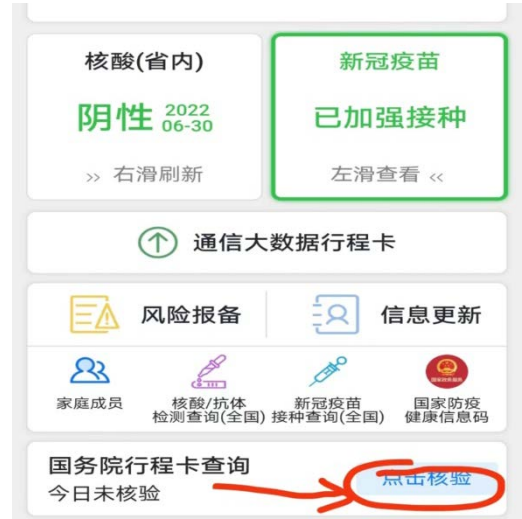 核酸(省内)
新冠疫苗
阴性 2022
06-30
已加强接种
>> 右滑刷新
左滑查看 <<
通信大数据行程卡
风险报备
信息更新
家庭成员
核酸/抗体
检测查询(全国)
新冠疫苗
接种查询(全国)
国家防疫
健康信息码
国务院行程卡查询
今日未核验
点击核验